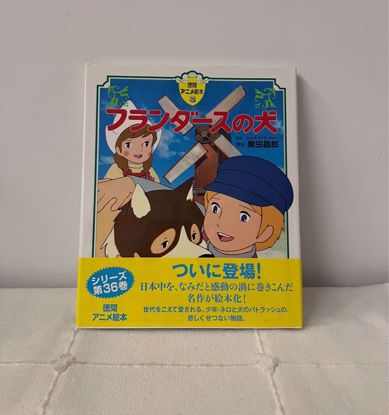 徳間
アニメ絵本
フランダースの犬
黒田昌郎
シリーズ
第36巻
徳間
アニメ絵本
ついに登場!
日本中を、なみだと感動の渦に巻きこんだ
名作が絵本化!
世代をこえて愛される、少年・ネロと犬のパトラッシュの、
悲しくせつない物語。